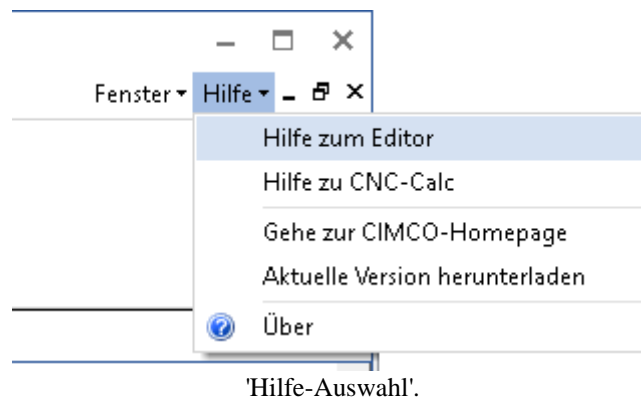 Fenster Hilfe
Hilfe zum Editor
Hilfe zu CNC-Calc
Gehe zur CIMCO-Homepage
Aktuelle Version herunterladen
Über
'Hilfe-Auswahl'.